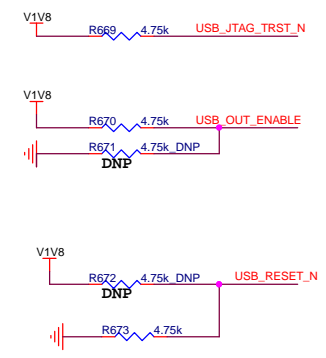 V1V8
R669 4.75k USB_JTAG_TRST_N
V1V8
R670 4.75k USB_OUT_ENABLE
R671 4.75k_DNP
DNP
V1V8
R672 4.75k_DNP USB_RESET_N
DNP
R673 4.75k